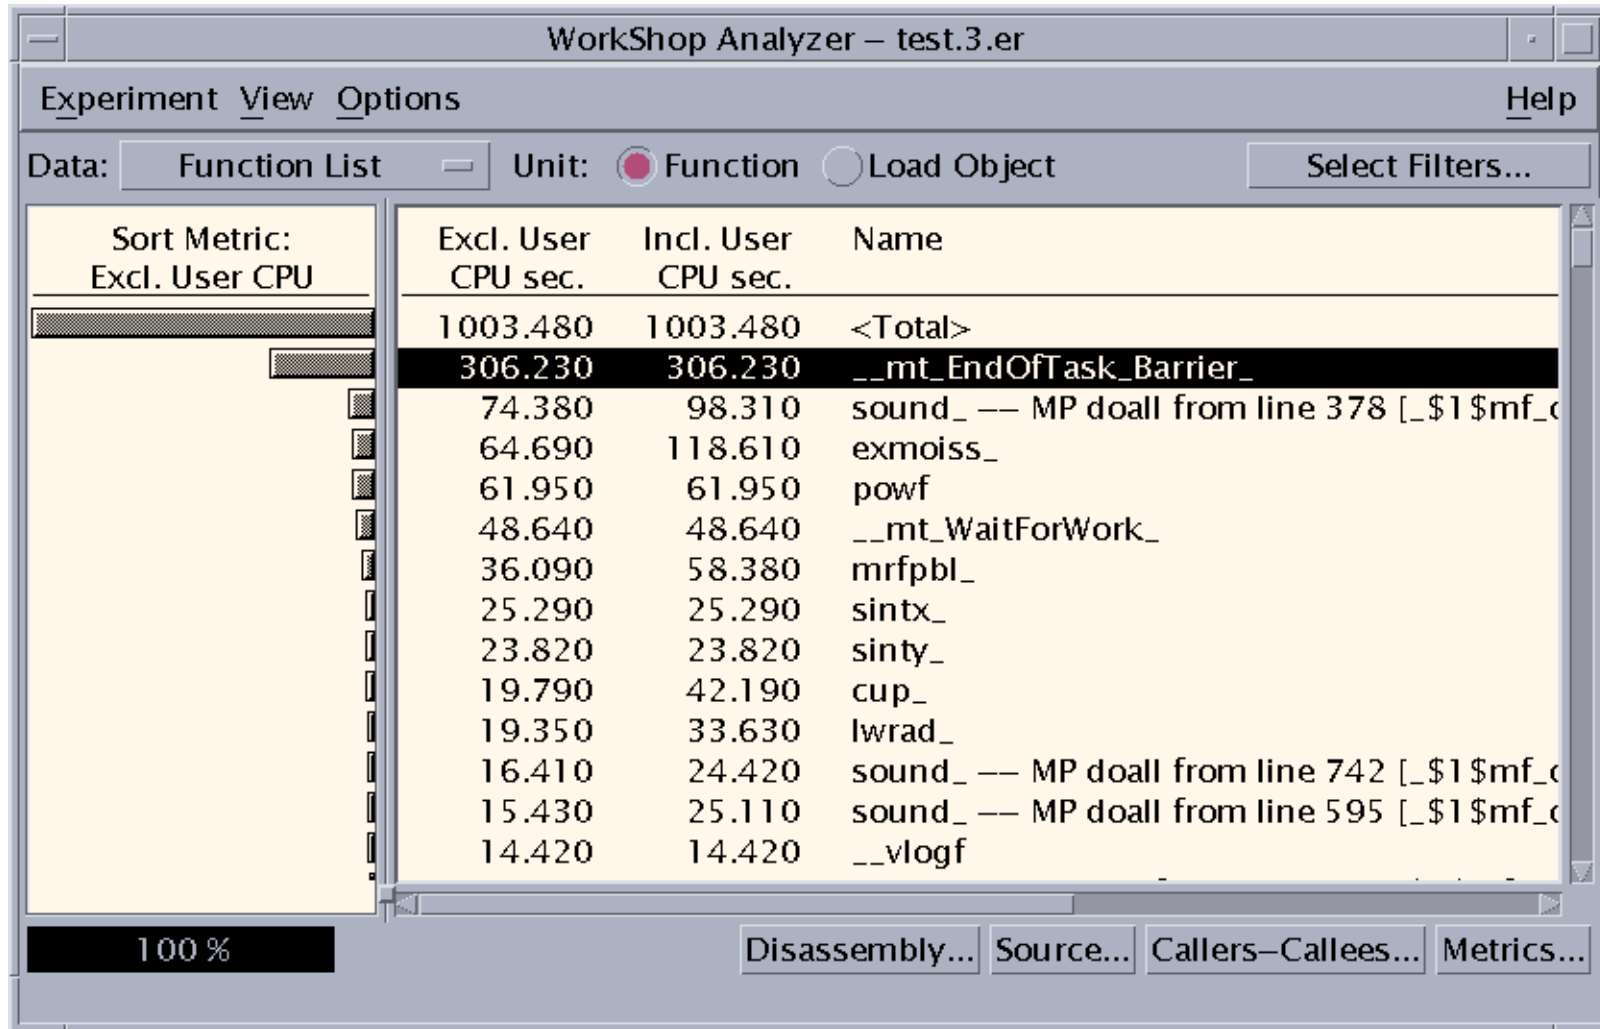 WorkShop Analyzer – test.3.er
Experiment View Options Help
Data: Function List Unit: Function Load Object Select Filters...
Sort Metric:
Excl. User CPU
Excl. User Incl. User Name
CPU sec. CPU sec.
1003.480 1003.480 <Total>
306.230 306.230 __mt_EndOfTask_Barrier_
74.380 98.310 sound_ –– MP doall from line 378 [_$1$mf_
64.690 118.610 exmoiss_
61.950 61.950 powf
48.640 48.640 __mt_WaitForWork_
36.090 58.380 mrfpbl_
25.290 25.290 sintx_
23.820 23.820 sinty_
19.790 42.190 cup_
19.350 33.630 lwrad_
16.410 24.420 sound_ –– MP doall from line 742 [_$1$mf_
15.430 25.110 sound_ –– MP doall from line 595 [_$1$mf_
14.420 14.420 __vlogf
100 % Disassembly... Source... Callers–Callees... Metrics...